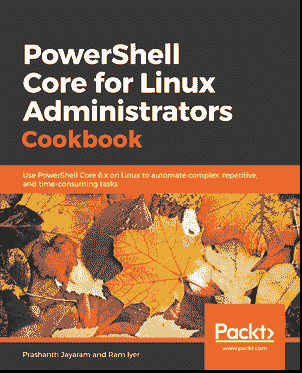 PowerShell
Core for Linux
Administrators
Cookbook
Use PowerShell Core 6.x on Linux to automate complex, repetitive,
and time-consuming tasks
Packt>
www.packt.com
Prashanth Jayaram and Ram Iyer